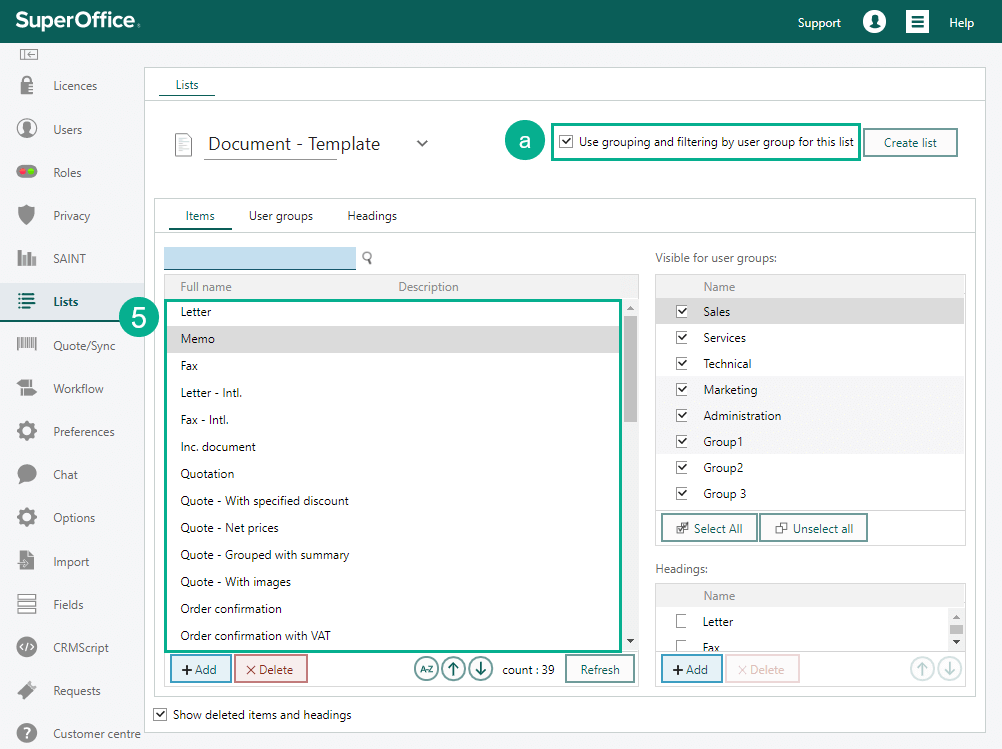 SuperOffice.
Support
Help
Licences
Users
Roles
Privacy
SAINT
Lists
Quote/Sync
Workflow
Preferences
Chat
Options
Import
Fields
CRMScript
Requests
Customer centre
Lists
Document - Template
a
Use grouping and filtering by user group for this list
Create list
Items
User groups
Headings
Full name
Description
5
Letter
Memo
Fax
Letter - Intl.
Fax - Intl.
Inc. document
Quotation
Quote - With specified discount
Quote - Net prices
Quote - Grouped with summary
Quote - With images
Order confirmation
Order confirmation with VAT
+ Add
Delete
A-Z
count : 39
Refresh
Show deleted items and headings
Visible for user groups:
Name
Sales
Services
Technical
Marketing
Administration
Group1
Group2
Group 3
Select All
Unselect all
Headings:
Name
Letter
Fax
+ Add
Delete